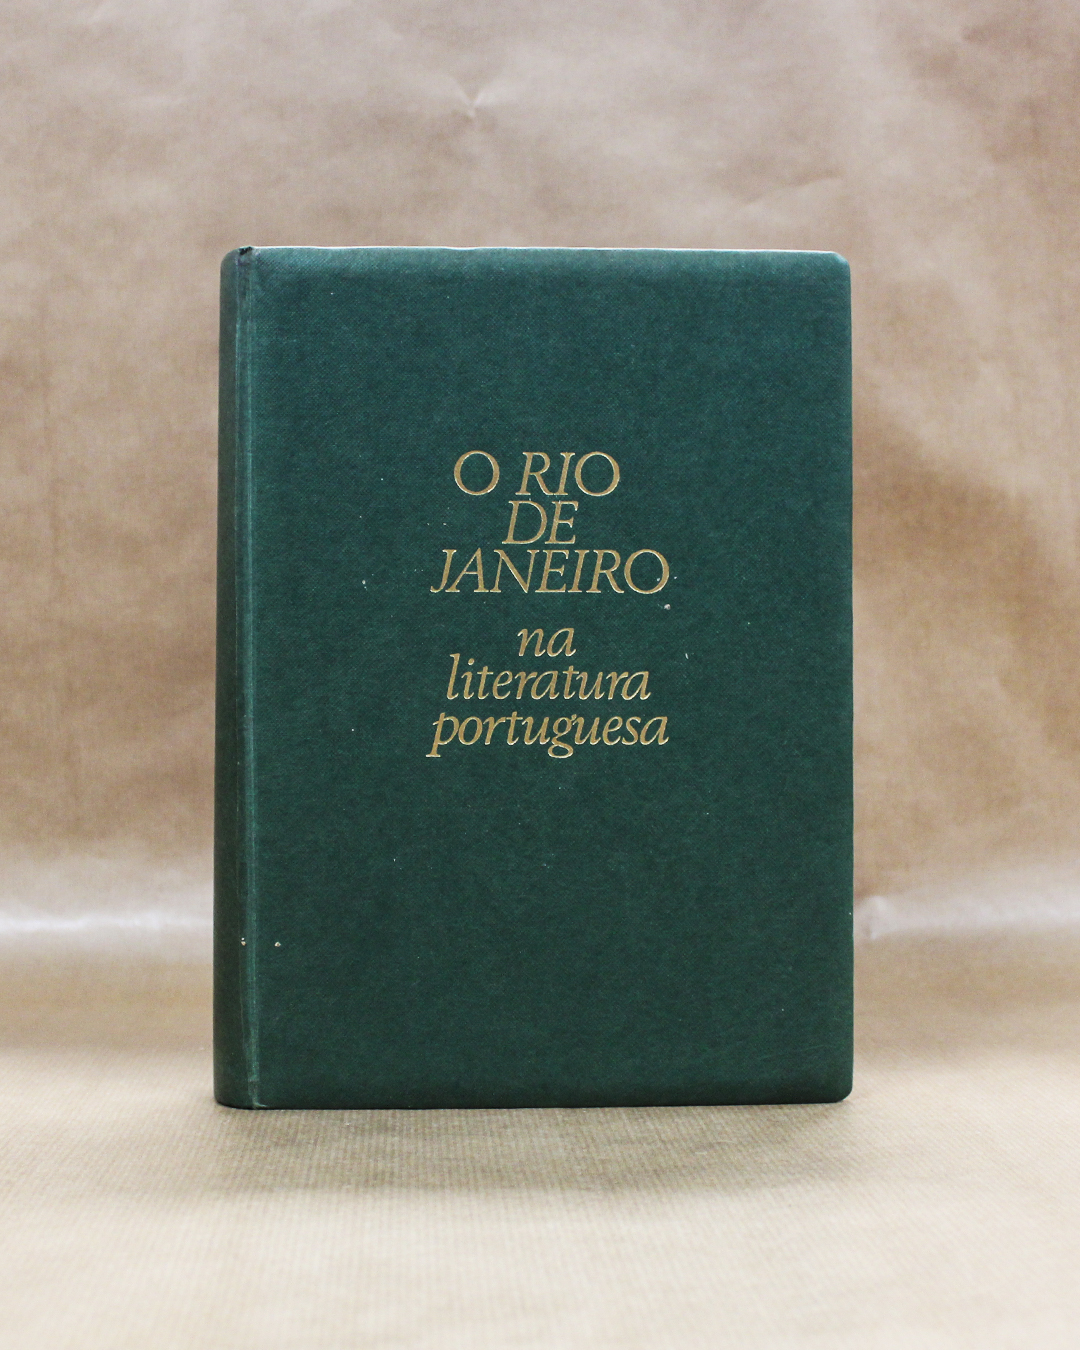 O RIO
DE
JANEIRO
na
literatura
portuguesa